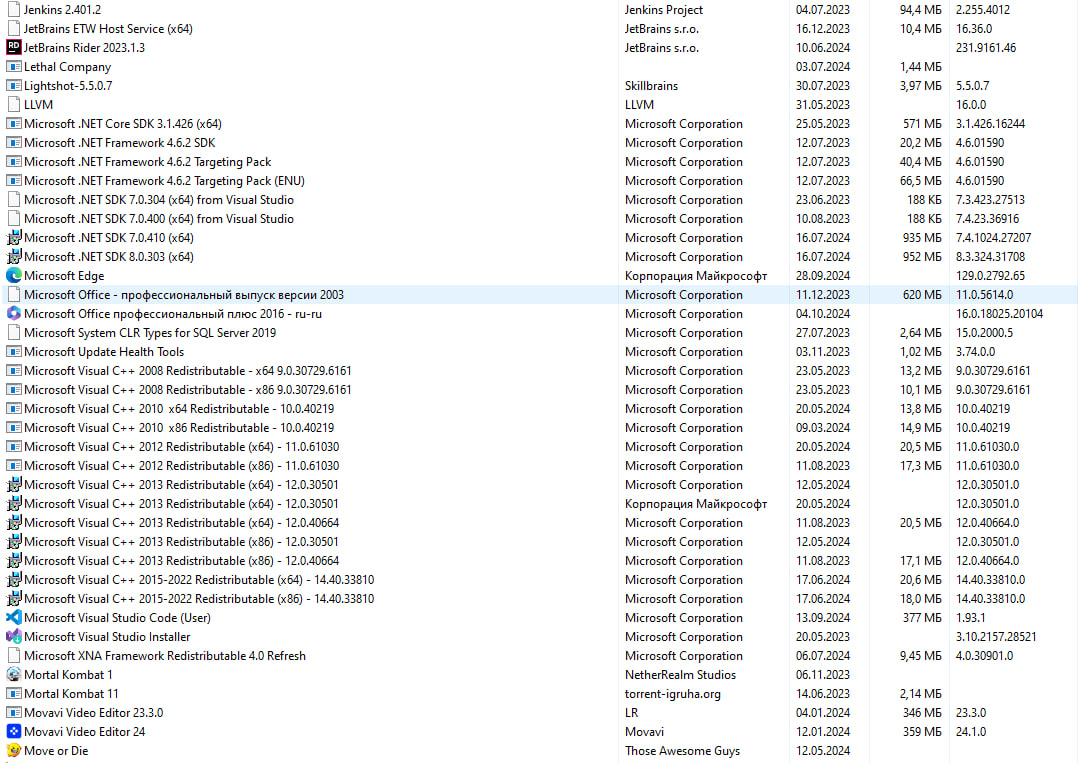 Jenkins 2.401.2 Jenkins Project 04.07.2023 94,4 МБ 2.255.4012
JetBrains ETW Host Service (x64) JetBrains s.r.o. 16.12.2023 10,4 МБ 16.36.0
RD JetBrains Rider 2023.1.3 JetBrains s.r.o. 10.06.2024 231.9161.46
Lethal Company 03.07.2024 1,44 МБ
Lightshot-5.5.0.7 Skillbrains 30.07.2023 3,97 МБ 5.5.0.7
LLVM LLVM 31.05.2023 16.0.0
Microsoft .NET Core SDK 3.1.426 (x64) Microsoft Corporation 25.05.2023 571 МБ 3.1.426.16244
Microsoft .NET Framework 4.6.2 SDK Microsoft Corporation 12.07.2023 20,2 МБ 4.6.01590
Microsoft .NET Framework 4.6.2 Targeting Pack Microsoft Corporation 12.07.2023 40,4 МБ 4.6.01590
Microsoft .NET Framework 4.6.2 Targeting Pack (ENU) Microsoft Corporation 12.07.2023 66,5 МБ 4.6.01590
Microsoft .NET SDK 7.0.304 (x64) from Visual Studio Microsoft Corporation 23.06.2023 188 КБ 7.3.423.27513
Microsoft .NET SDK 7.0.400 (x64) from Visual Studio Microsoft Corporation 10.08.2023 188 КБ 7.4.23.36916
Microsoft .NET SDK 7.0.410 (x64) Microsoft Corporation 16.07.2024 935 МБ 7.4.1024.27207
Microsoft .NET SDK 8.0.303 (x64) Microsoft Corporation 16.07.2024 952 МБ 8.3.324.31708
Microsoft Edge Корпорация Майкрософт 28.09.2024 129.0.2792.65
Microsoft Office - профессиональный выпуск версии 2003 Microsoft Corporation 11.12.2023 620 МБ 11.0.5614.0
Microsoft Office профессиональный плюс 2016 - ru-ru Microsoft Corporation 04.10.2024 16.0.18025.20104
Microsoft System CLR Types for SQL Server 2019 Microsoft Corporation 27.07.2023 2,64 МБ 15.0.2000.5
Microsoft Update Health Tools Microsoft Corporation 03.11.2023 1,02 МБ 3.74.0.0
Microsoft Visual C++ 2008 Redistributable - x64 9.0.30729.6161 Microsoft Corporation 23.05.2023 13,2 МБ 9.0.30729.6161
Microsoft Visual C++ 2008 Redistributable - x86 9.0.30729.6161 Microsoft Corporation 23.05.2023 10,1 МБ 9.0.30729.6161
Microsoft Visual C++ 2010 x64 Redistributable - 10.0.40219 Microsoft Corporation 20.05.2024 13,8 МБ 10.0.40219
Microsoft Visual C++ 2010 x86 Redistributable - 10.0.40219 Microsoft Corporation 09.03.2024 14,9 МБ 10.0.40219
Microsoft Visual C++ 2012 Redistributable (x64) - 11.0.61030 Microsoft Corporation 20.05.2024 20,5 МБ 11.0.61030.0
Microsoft Visual C++ 2012 Redistributable (x86) - 11.0.61030 Microsoft Corporation 11.08.2023 17,3 МБ 11.0.61030.0
Microsoft Visual C++ 2013 Redistributable (x64) - 12.0.30501 Microsoft Corporation 12.05.2024 12.0.30501.0
Microsoft Visual C++ 2013 Redistributable (x64) - 12.0.30501 Корпорация Майкрософт 20.05.2024 12.0.30501.0
Microsoft Visual C++ 2013 Redistributable (x64) - 12.0.40664 Microsoft Corporation 11.08.2023 20,5 МБ 12.0.40664.0
Microsoft Visual C++ 2013 Redistributable (x86) - 12.0.30501 Microsoft Corporation 12.05.2024 12.0.30501.0
Microsoft Visual C++ 2013 Redistributable (x86) - 12.0.40664 Microsoft Corporation 11.08.2023 17,1 МБ 12.0.40664.0
Microsoft Visual C++ 2015-2022 Redistributable (x64) - 14.40.33810 Microsoft Corporation 17.06.2024 20,6 МБ 14.40.33810.0
Microsoft Visual C++ 2015-2022 Redistributable (x86) - 14.40.33810 Microsoft Corporation 17.06.2024 18,0 МБ 14.40.33810.0
Microsoft Visual Studio Code (User) Microsoft Corporation 13.09.2024 377 МБ 1.93.1
Microsoft Visual Studio Installer Microsoft Corporation 20.05.2023 3.10.2157.28521
Microsoft XNA Framework Redistributable 4.0 Refresh Microsoft Corporation 06.07.2024 9,45 МБ 4.0.30901.0
Mortal Kombat 1 NetherRealm Studios 06.11.2023
Mortal Kombat 11 torrent-igruha.org 14.06.2023 2,14 МБ
Movavi Video Editor 23.3.0 LR 04.01.2024 346 МБ 23.3.0
Movavi Video Editor 24 Movavi 12.01.2024 359 МБ 24.1.0
Move or Die Those Awesome Guys 12.05.2024